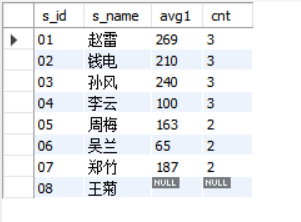 s_id s_name avg1 cnt
01 赵雷 269 3
02 钱电 210 3
03 孙风 240 3
04 李云 100 3
05 周梅 163 2
06 吴兰 65 2
07 郑竹 187 2
08 王菊 NULL NULL